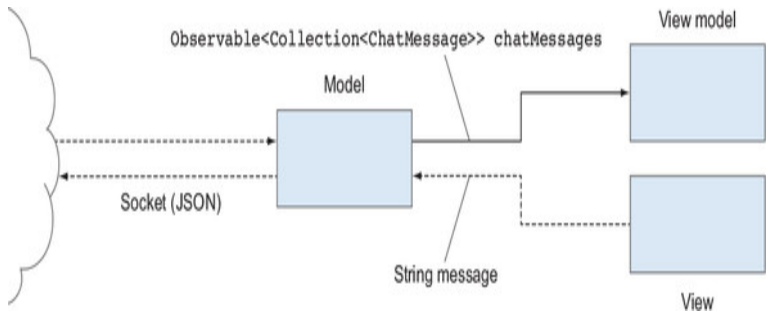 View model
Observable<Collection<ChatMessage>> chatMessages
Model
Socket (JSON)
String message
View